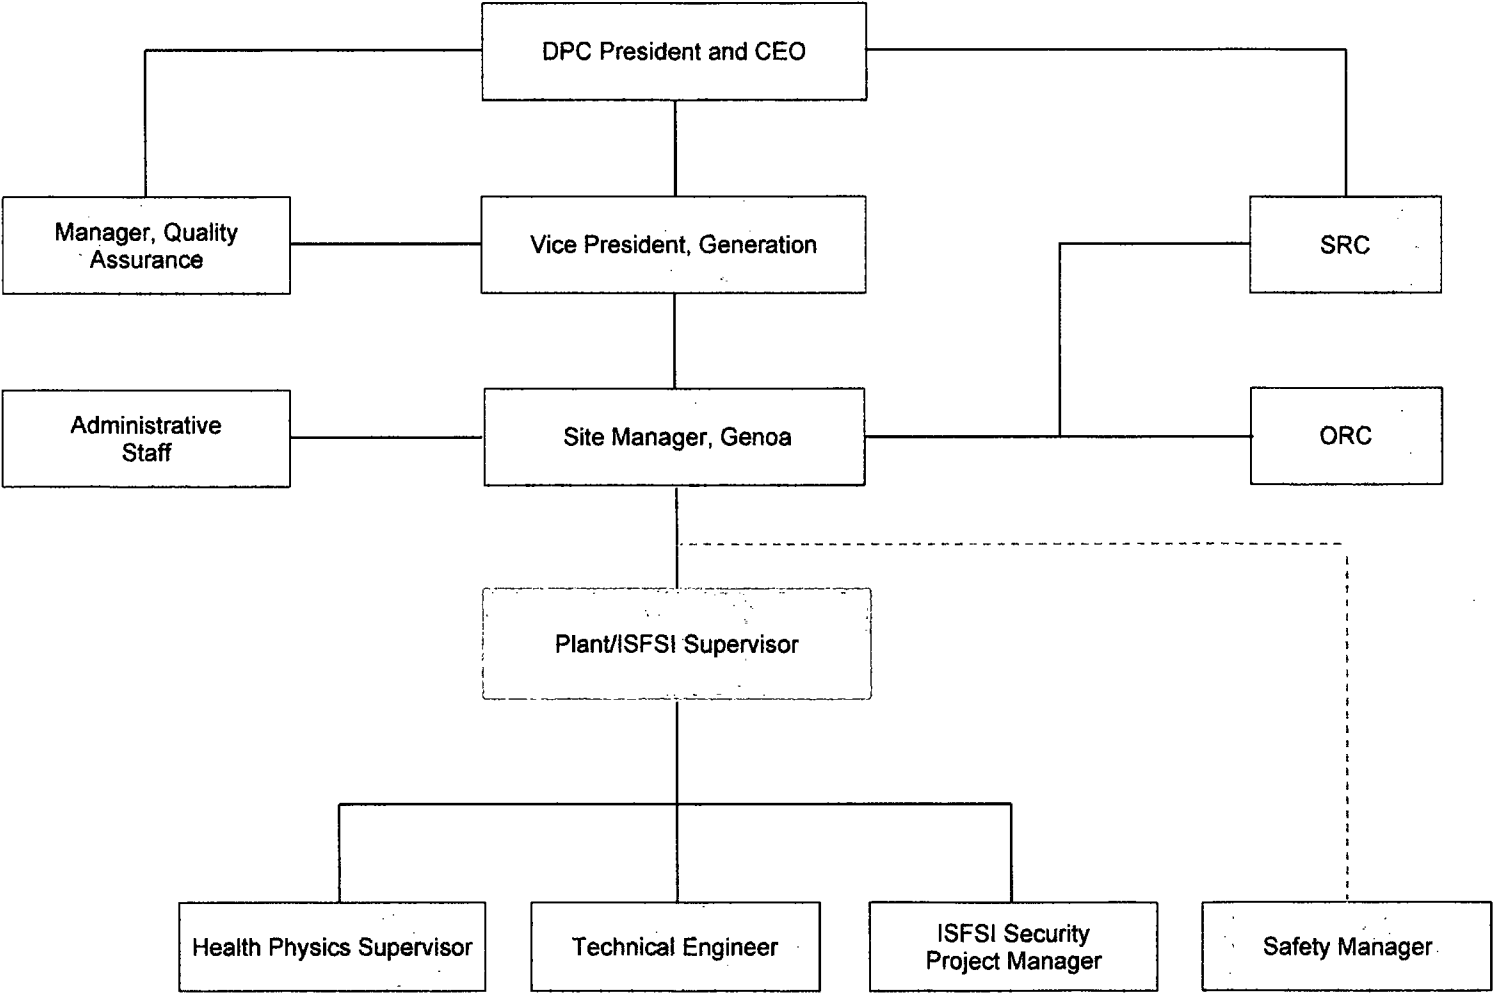 DPC President and CEO
Manager, Quality
Assurance
Vice President, Generation
SRC
Administrative
Staff
Site Manager, Genoa
ORC
Plant/ISFSI Supervisor
Health Physics Supervisor
Technical Engineer
ISFSI Security
Project Manager
Safety Manager